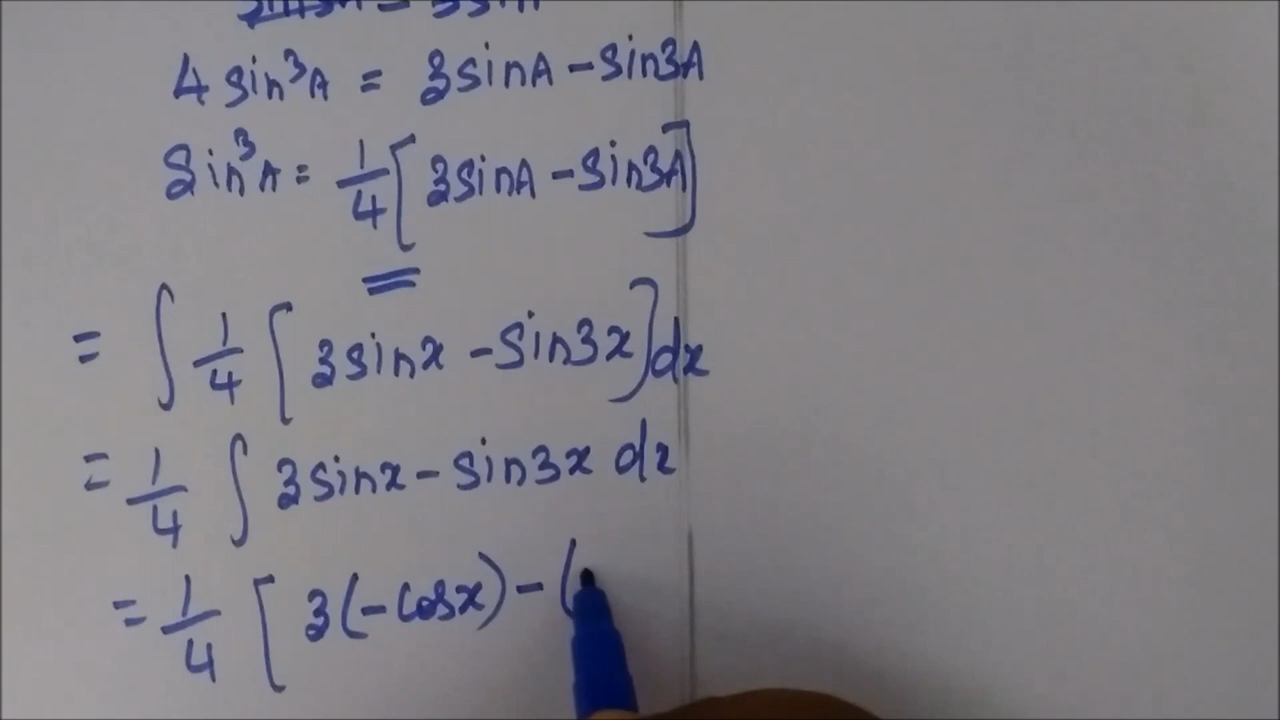 4 sin³A = 3sinA – sin3A
Sin³A = 1/4 [3sinA – sin3A]
= ∫ 1/4 [3sinx – sin3x] dx
= 1/4 ∫ 3sinx – sin3x dx
= 1/4 [3(–cosx) – (